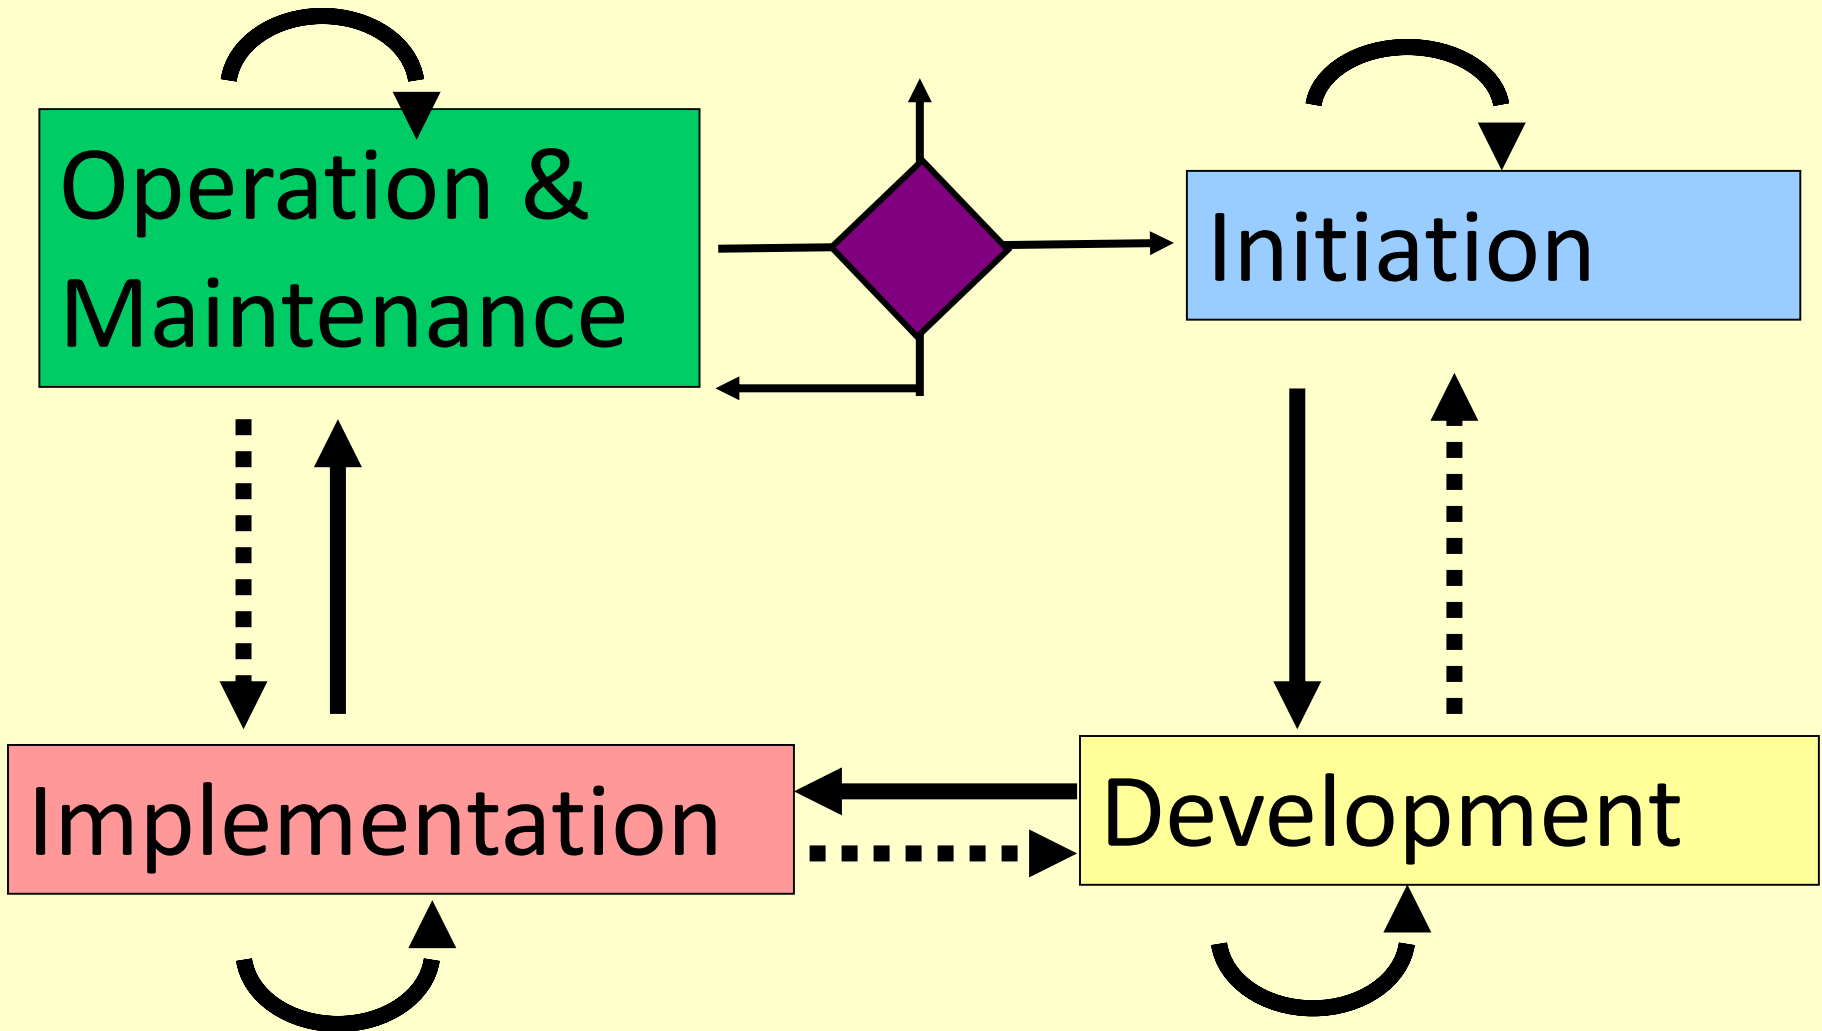 Operation &
Maintenance
Initiation
Implementation
Development